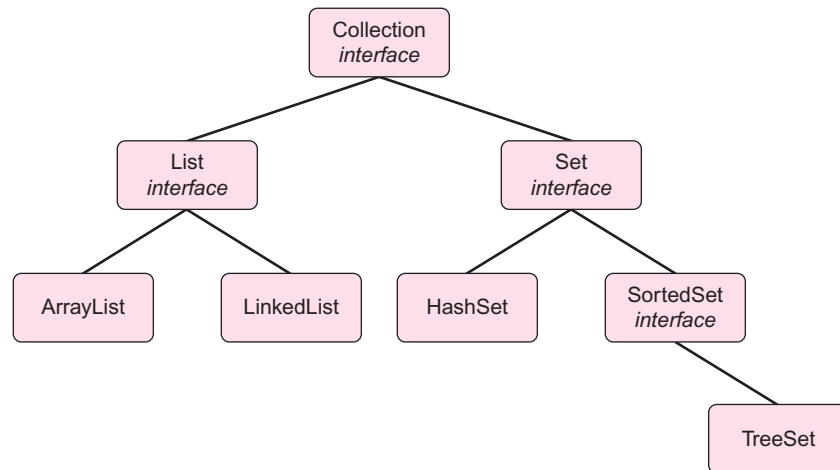 Collection
interface
List
interface
Set
interface
ArrayList
LinkedList
HashSet
SortedSet
interface
TreeSet